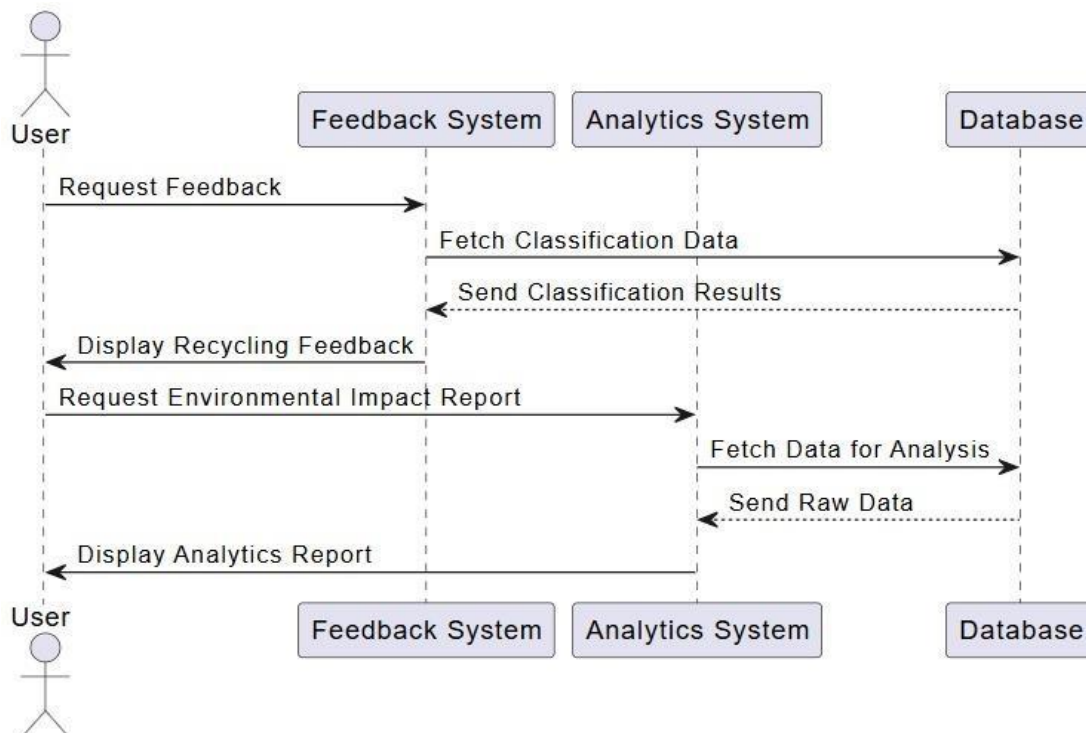 User
Feedback System
Analytics System
Database
Request Feedback
Fetch Classification Data
Send Classification Results
Display Recycling Feedback
Request Environmental Impact Report
Fetch Data for Analysis
Send Raw Data
Display Analytics Report
User
Feedback System
Analytics System
Database